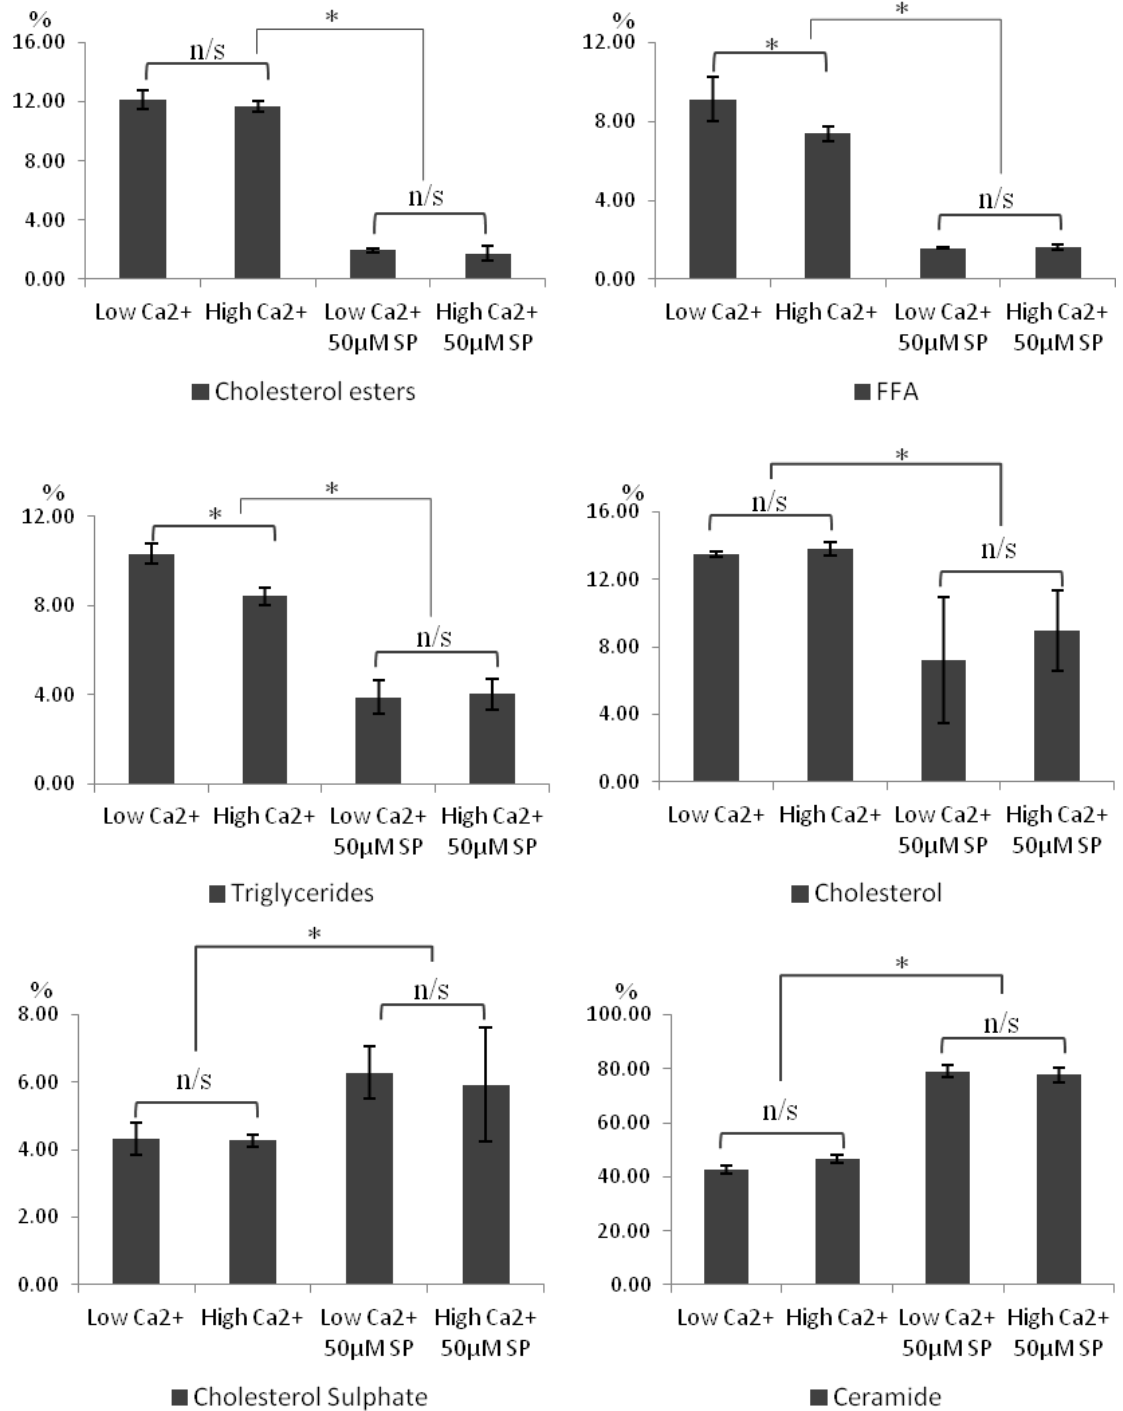 %
*
16.00
n/s
12.00
8.00
n/s
4.00
0.00
Low Ca2+
High Ca2+
Low Ca2+
50µM SP
High Ca2+
50µM SP
Cholesterol esters
%
*
12.00
*
8.00
4.00
n/s
0.00
Low Ca2+
High Ca2+
Low Ca2+
50µM SP
High Ca2+
50µM SP
FFA
%
*
12.00
*
8.00
n/s
4.00
0.00
Low Ca2+
High Ca2+
Low Ca2+
50µM SP
High Ca2+
50µM SP
Triglycerides
*
%
16.00
n/s
n/s
12.00
8.00
4.00
0.00
Low Ca2+
High Ca2+
Low Ca2+
50µM SP
High Ca2+
50µM SP
Cholesterol
*
%
n/s
8.00
n/s
6.00
4.00
2.00
0.00
Low Ca2+
High Ca2+
Low Ca2+
50µM SP
High Ca2+
50µM SP
Cholesterol Sulphate
*
%
100.00
n/s
80.00
n/s
60.00
40.00
20.00
0.00
Low Ca2+
High Ca2+
Low Ca2+
50µM SP
High Ca2+
50µM SP
Ceramide